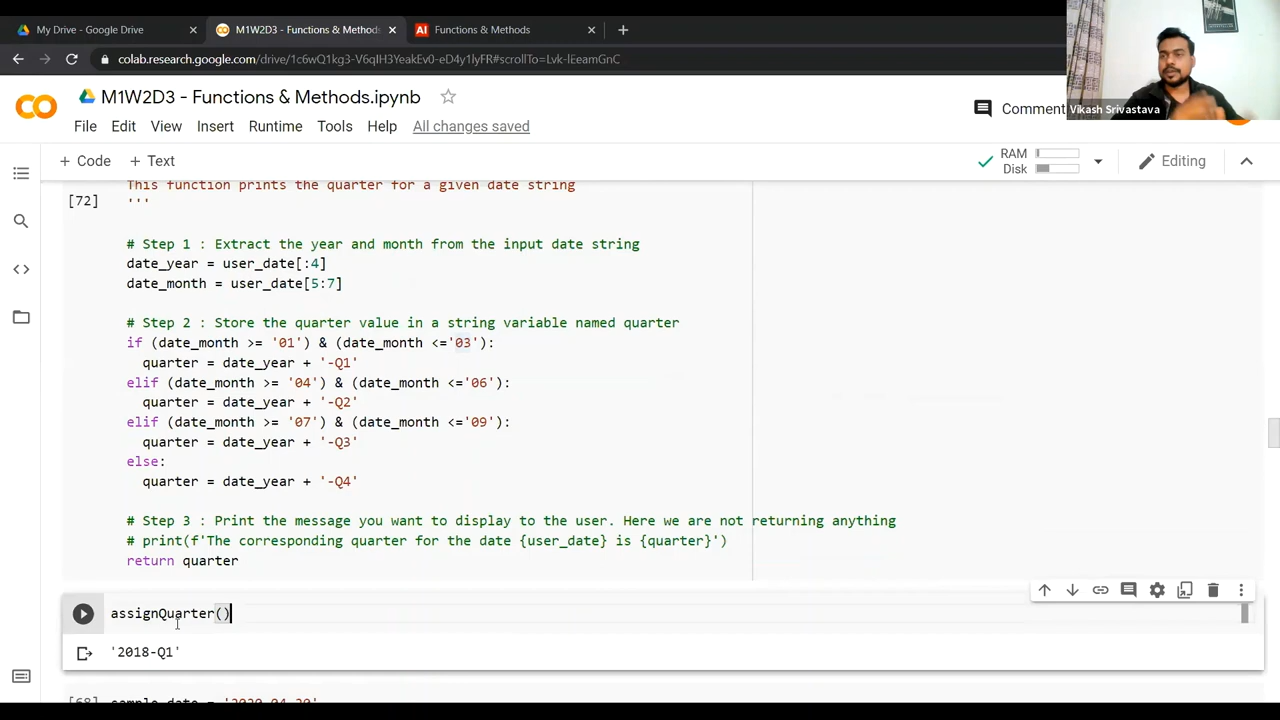 My Drive - Google Drive
M1W2D3 - Functions & Methods
Functions & Methods
colab.research.google.com/drive/1c6wQ1kg3-V6qIH3YeakEv0-eD4y1lyFR#scrollTo=Lvk-lEeamGnC
M1W2D3 - Functions & Methods.ipynb
Comment
Vikash Srivastava
File Edit View Insert Runtime Tools Help All changes saved
+ Code + Text
RAM
Disk
Editing
This function prints the quarter for a given date string
[72] '''
# Step 1 : Extract the year and month from the input date string
date_year = user_date[:4]
date_month = user_date[5:7]
# Step 2 : Store the quarter value in a string variable named quarter
if (date_month >= '01') & (date_month <='03'):
quarter = date_year + '-Q1'
elif (date_month >= '04') & (date_month <='06'):
quarter = date_year + '-Q2'
elif (date_month >= '07') & (date_month <='09'):
quarter = date_year + '-Q3'
else:
quarter = date_year + '-Q4'
# Step 3 : Print the message you want to display to the user. Here we are not returning anything
# print(f'The corresponding quarter for the date {user_date} is {quarter}')
return quarter
assignQuarter()
'2018-Q1'
[68] sample_date = '2020-04-20'